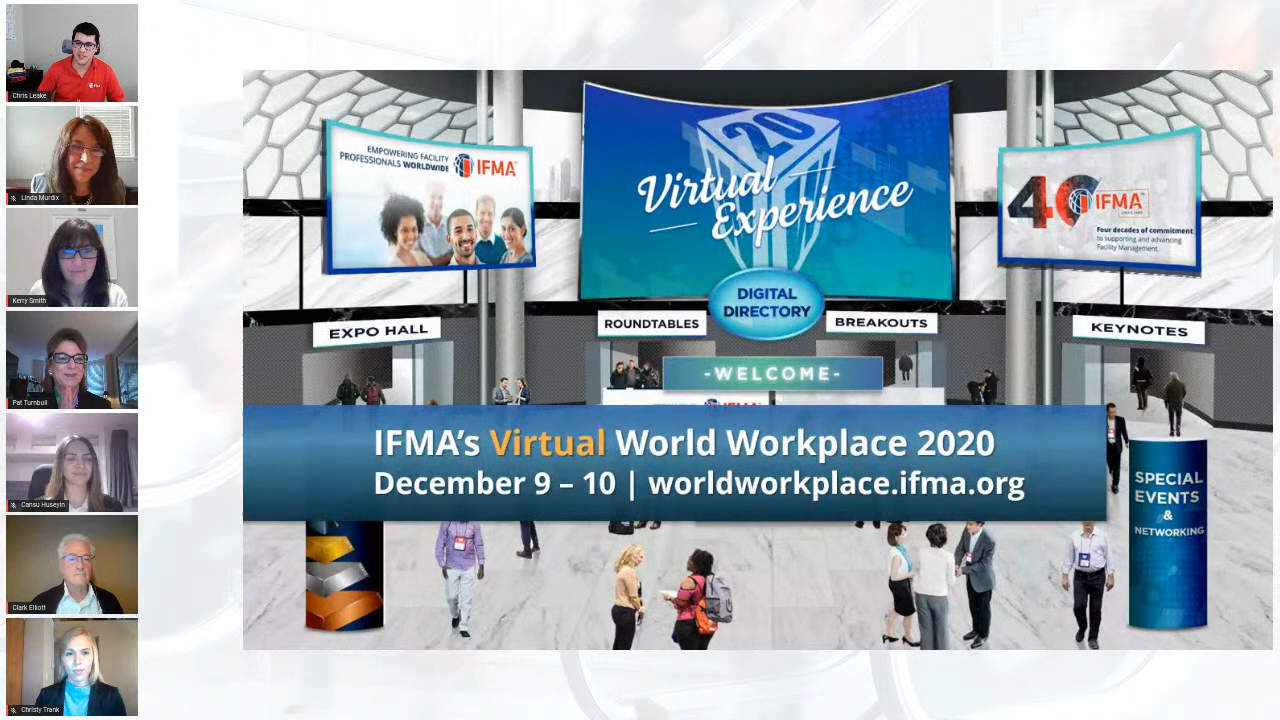 Chris Leake
Linda Murdix
Kerry Smith
Pat Turnbull
Cansu Huseyin
Clark Elliott
Christy Trank
EMPOWERING FACILITY
PROFESSIONALS WORLDWIDE
IFMA
20
Virtual
Experience
40
IFMA
Four decades of commitment
to supporting and advancing
Facility Management.
DIGITAL
DIRECTORY
EXPO HALL
ROUNDTABLES
BREAKOUTS
KEYNOTES
-WELCOME-
IFMA's Virtual World Workplace 2020
December 9 – 10 | worldworkplace.ifma.org
SPECIAL
EVENTS
&
NETWORKING